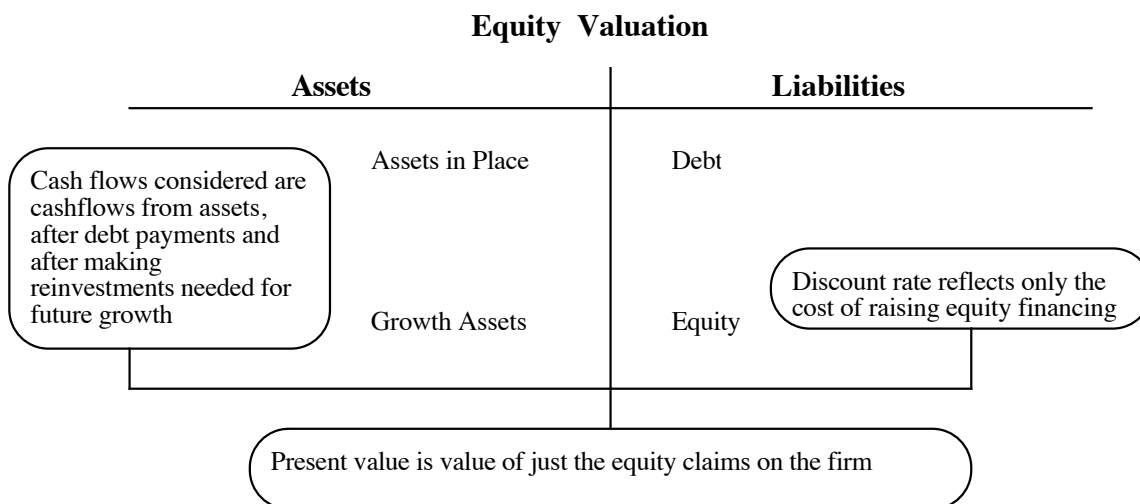 Equity Valuation
Assets
Liabilities
Assets in Place
Debt
Cash flows considered are
cashflows from assets,
after debt payments and
after making
reinvestments needed for
future growth
Growth Assets
Equity
Discount rate reflects only the
cost of raising equity financing
Present value is value of just the equity claims on the firm